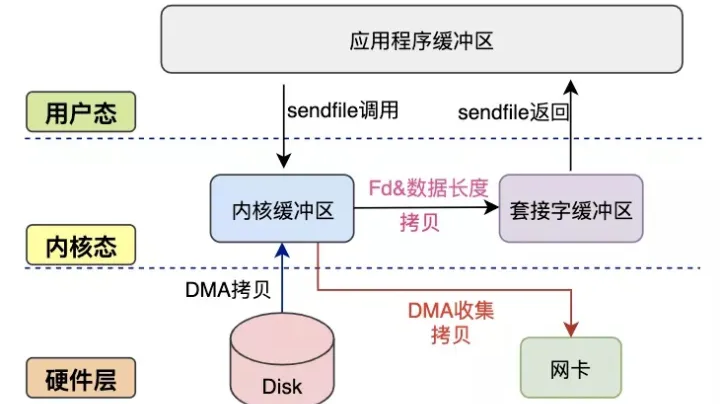 应用程序缓冲区
用户态
sendfile调用
sendfile返回
Fd&数据长度
拷贝
内核缓冲区
套接字缓冲区
内核态
DMA拷贝
DMA收集
拷贝
硬件层
Disk
网卡